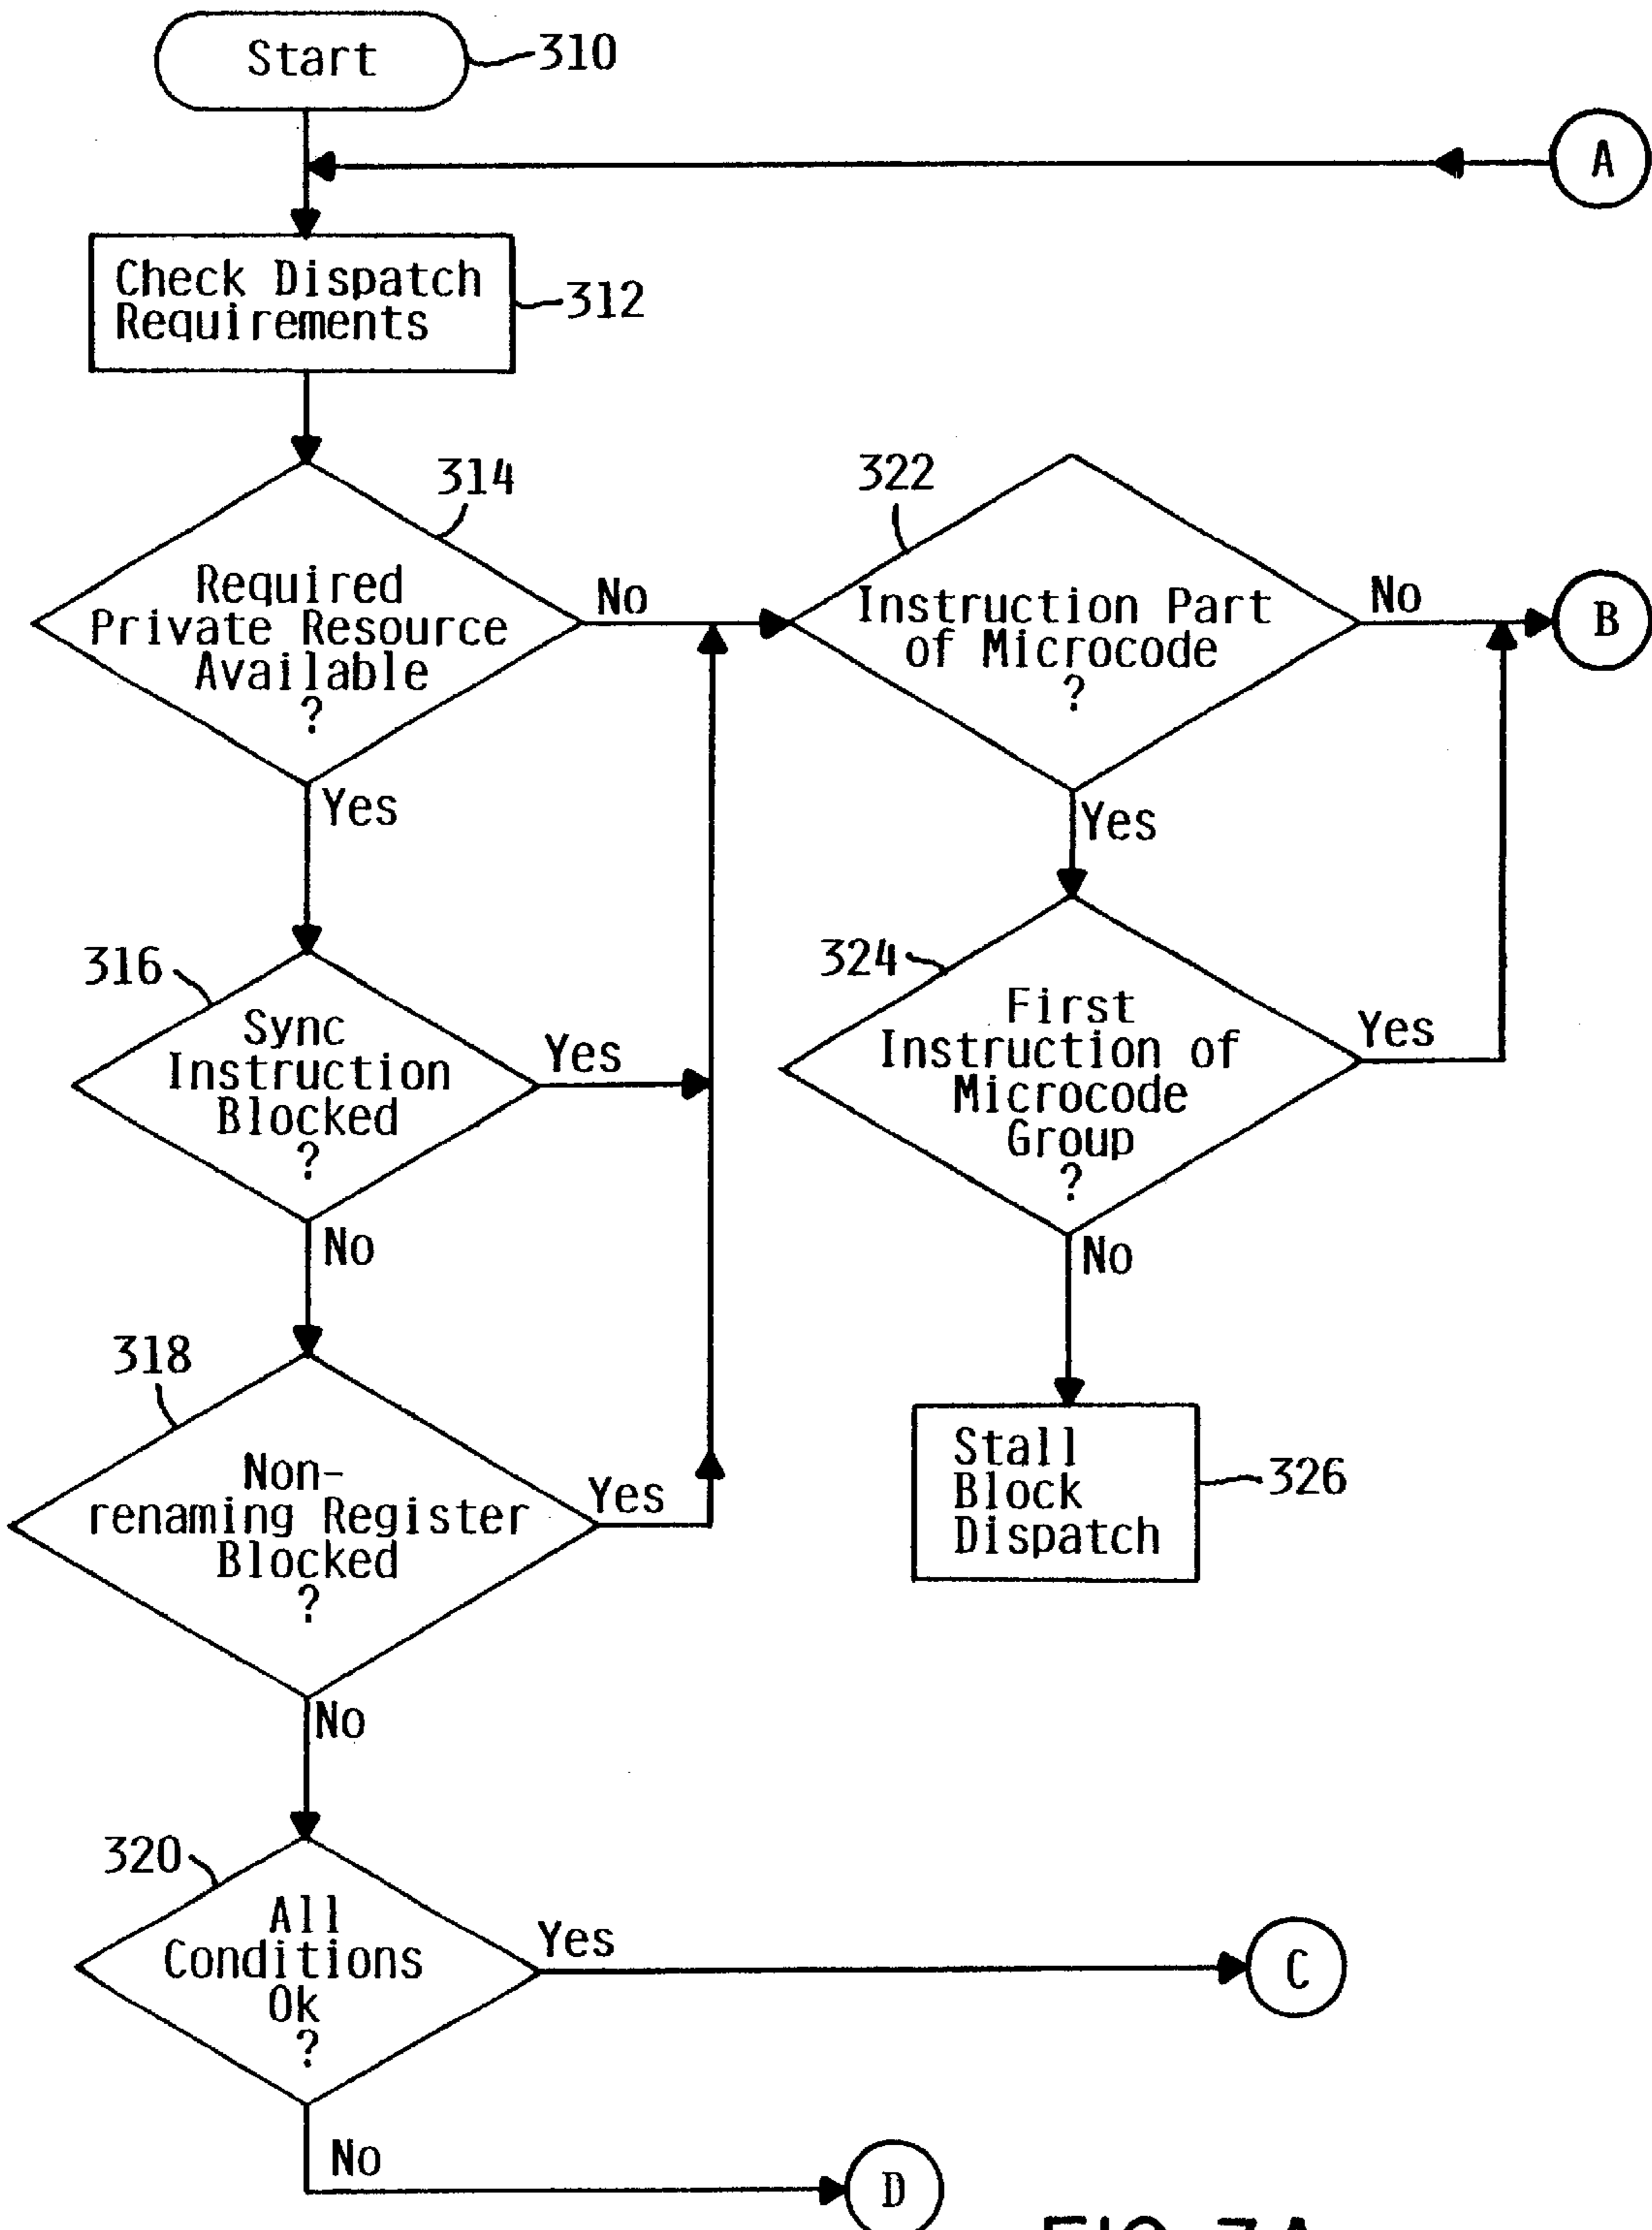 Start
310
A
Check Dispatch
Requirements
312
314
Required
Private Resource
Available
?
No
Yes
322
Instruction Part
of Microcode
?
No
B
Yes
316
Sync
Instruction
Blocked
?
Yes
No
324
First
Instruction of
Microcode
Group
?
Yes
No
318
Non-
renaming Register
Blocked
?
Yes
No
Stall
Block
Dispatch
326
320
All
Conditions
Ok
?
Yes
C
No
D